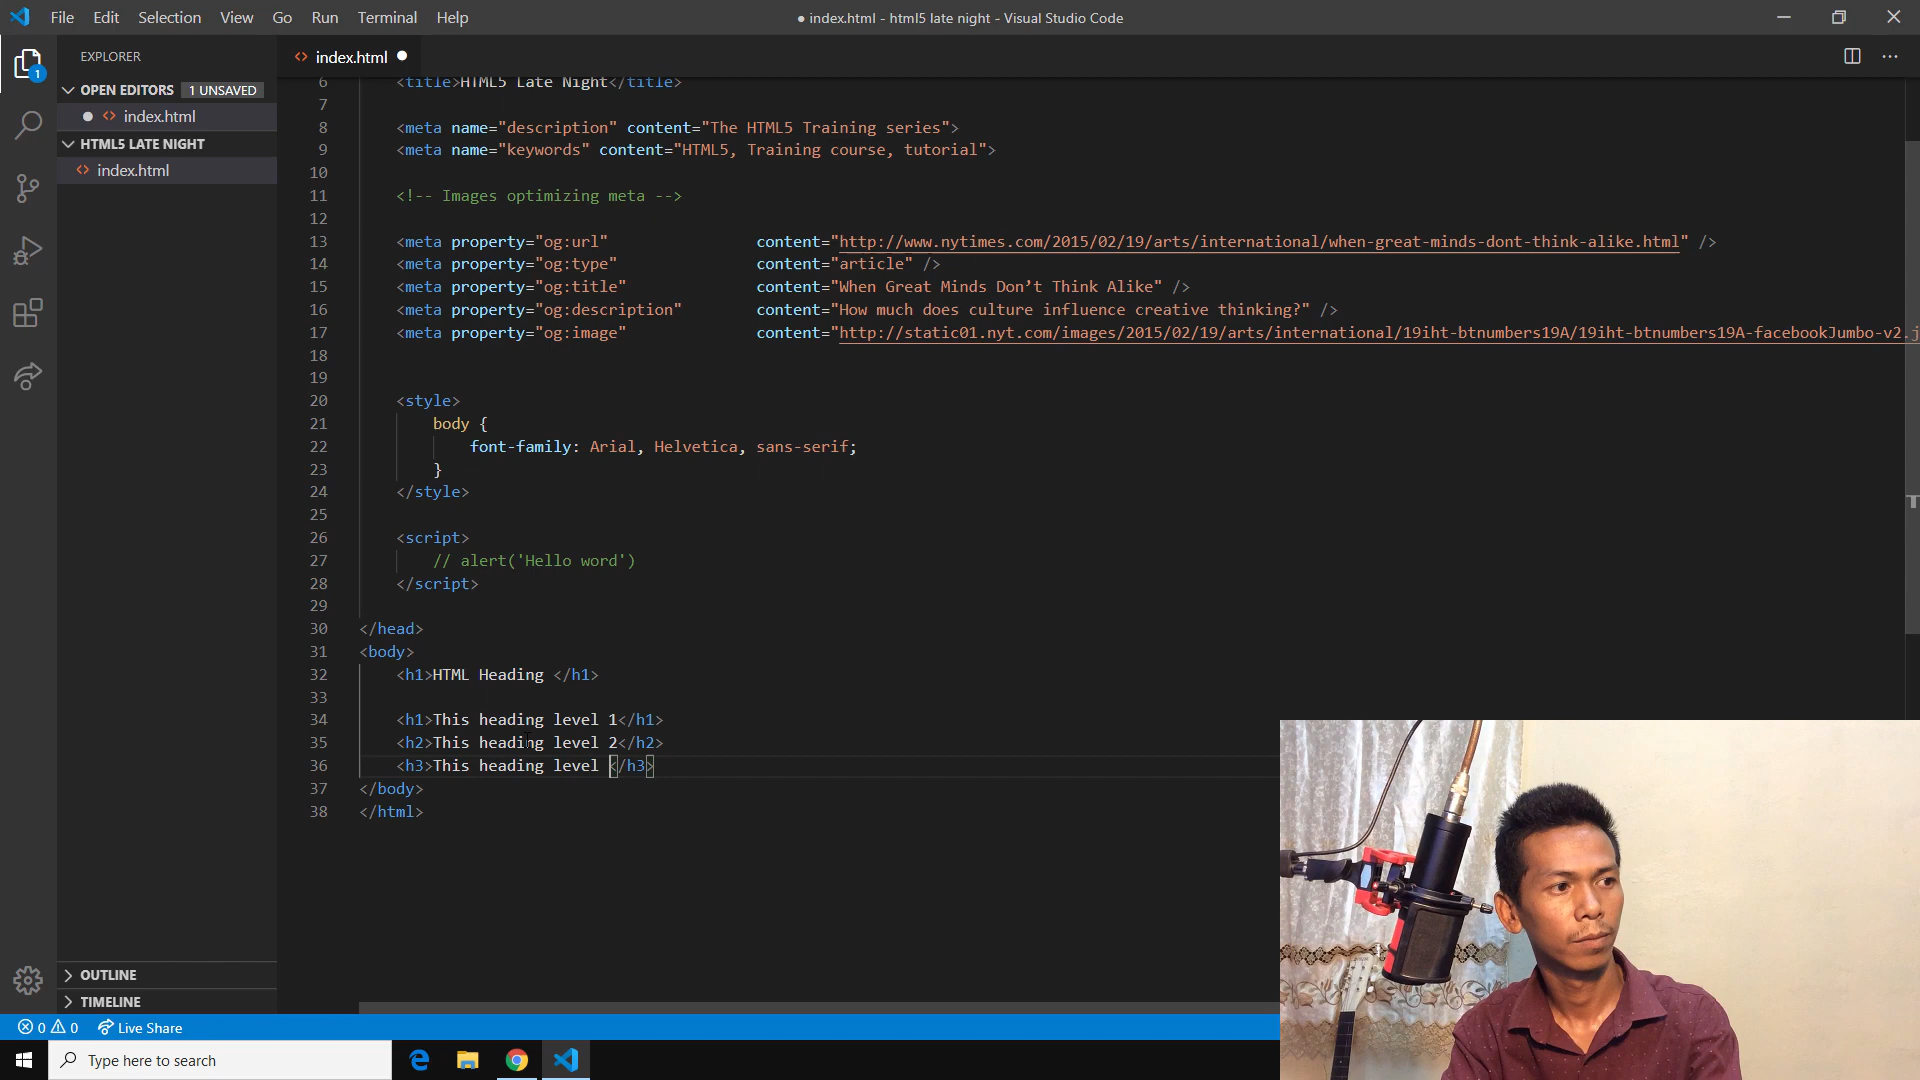 File Edit Selection View Go Run Terminal Help
● index.html - html5 late night - Visual Studio Code
EXPLORER
index.html
1
OPEN EDITORS 1 UNSAVED
index.html
HTML5 LATE NIGHT
index.html
6 <title>HTML5 Late Night</title>
7
8 <meta name="description" content="The HTML5 Training series">
9 <meta name="keywords" content="HTML5, Training course, tutorial">
10
11 <!-- Images optimizing meta -->
12
13 <meta property="og:url" content="http://www.nytimes.com/2015/02/19/arts/international/when-great-minds-dont-think-alike.html" />
14 <meta property="og:type" content="article" />
15 <meta property="og:title" content="When Great Minds Don’t Think Alike" />
16 <meta property="og:description" content="How much does culture influence creative thinking?" />
17 <meta property="og:image" content="http://static01.nyt.com/images/2015/02/19/arts/international/19iht-btnumbers19A/19iht-btnumbers19A-facebookJumbo-v2.j
18
19
20 <style>
21 body {
22 font-family: Arial, Helvetica, sans-serif;
23 }
24 </style>
25
26 <script>
27 // alert('Hello word')
28 </script>
29
30 </head>
31 <body>
32 <h1>HTML Heading </h1>
33
34 <h1>This heading level 1</h1>
35 <h2>This heading level 2</h2>
36 <h3>This heading level </h3>
37 </body>
38 </html>
OUTLINE
TIMELINE
0 0 Live Share
Type here to search